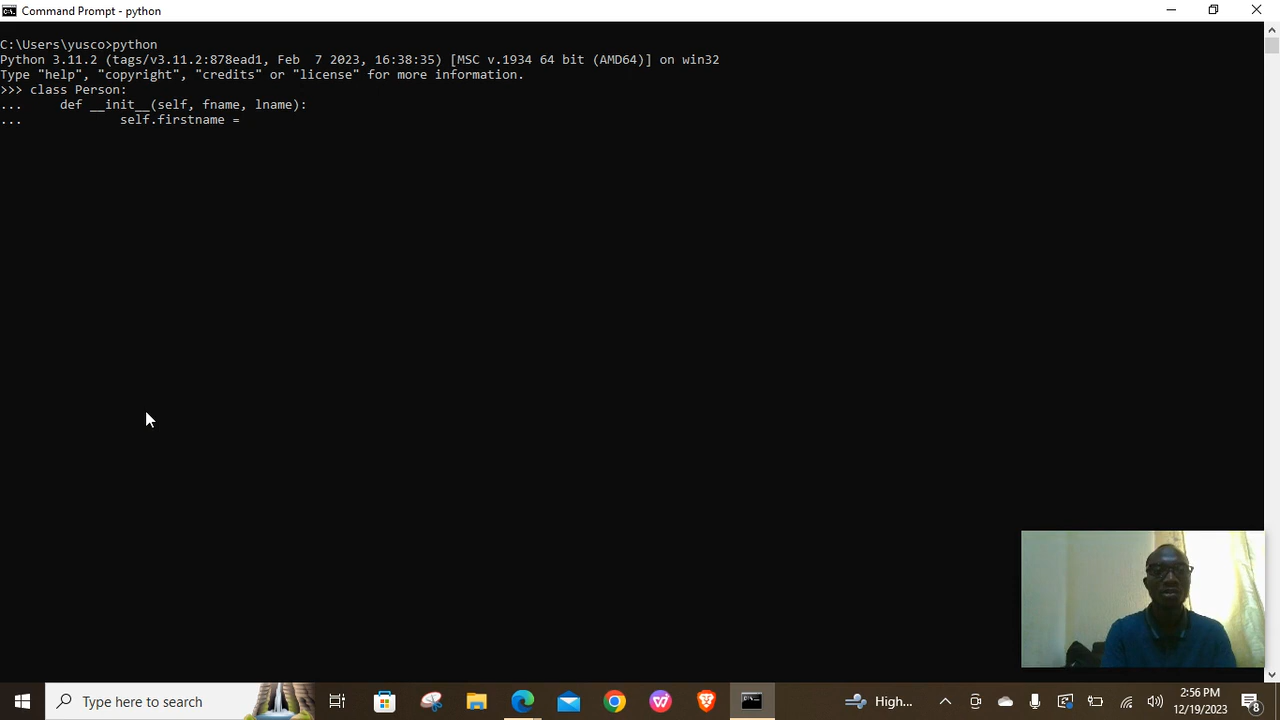 Command Prompt - python
C:\Users\yusco>python
Python 3.11.2 (tags/v3.11.2:878ead1, Feb  7 2023, 16:38:35) [MSC v.1934 64 bit (AMD64)] on win32
Type "help", "copyright", "credits" or "license" for more information.
>>> class Person:
...     def __init__(self, fname, lname):
...             self.firstname =
Type here to search
High...
2:56 PM
12/19/2023
8